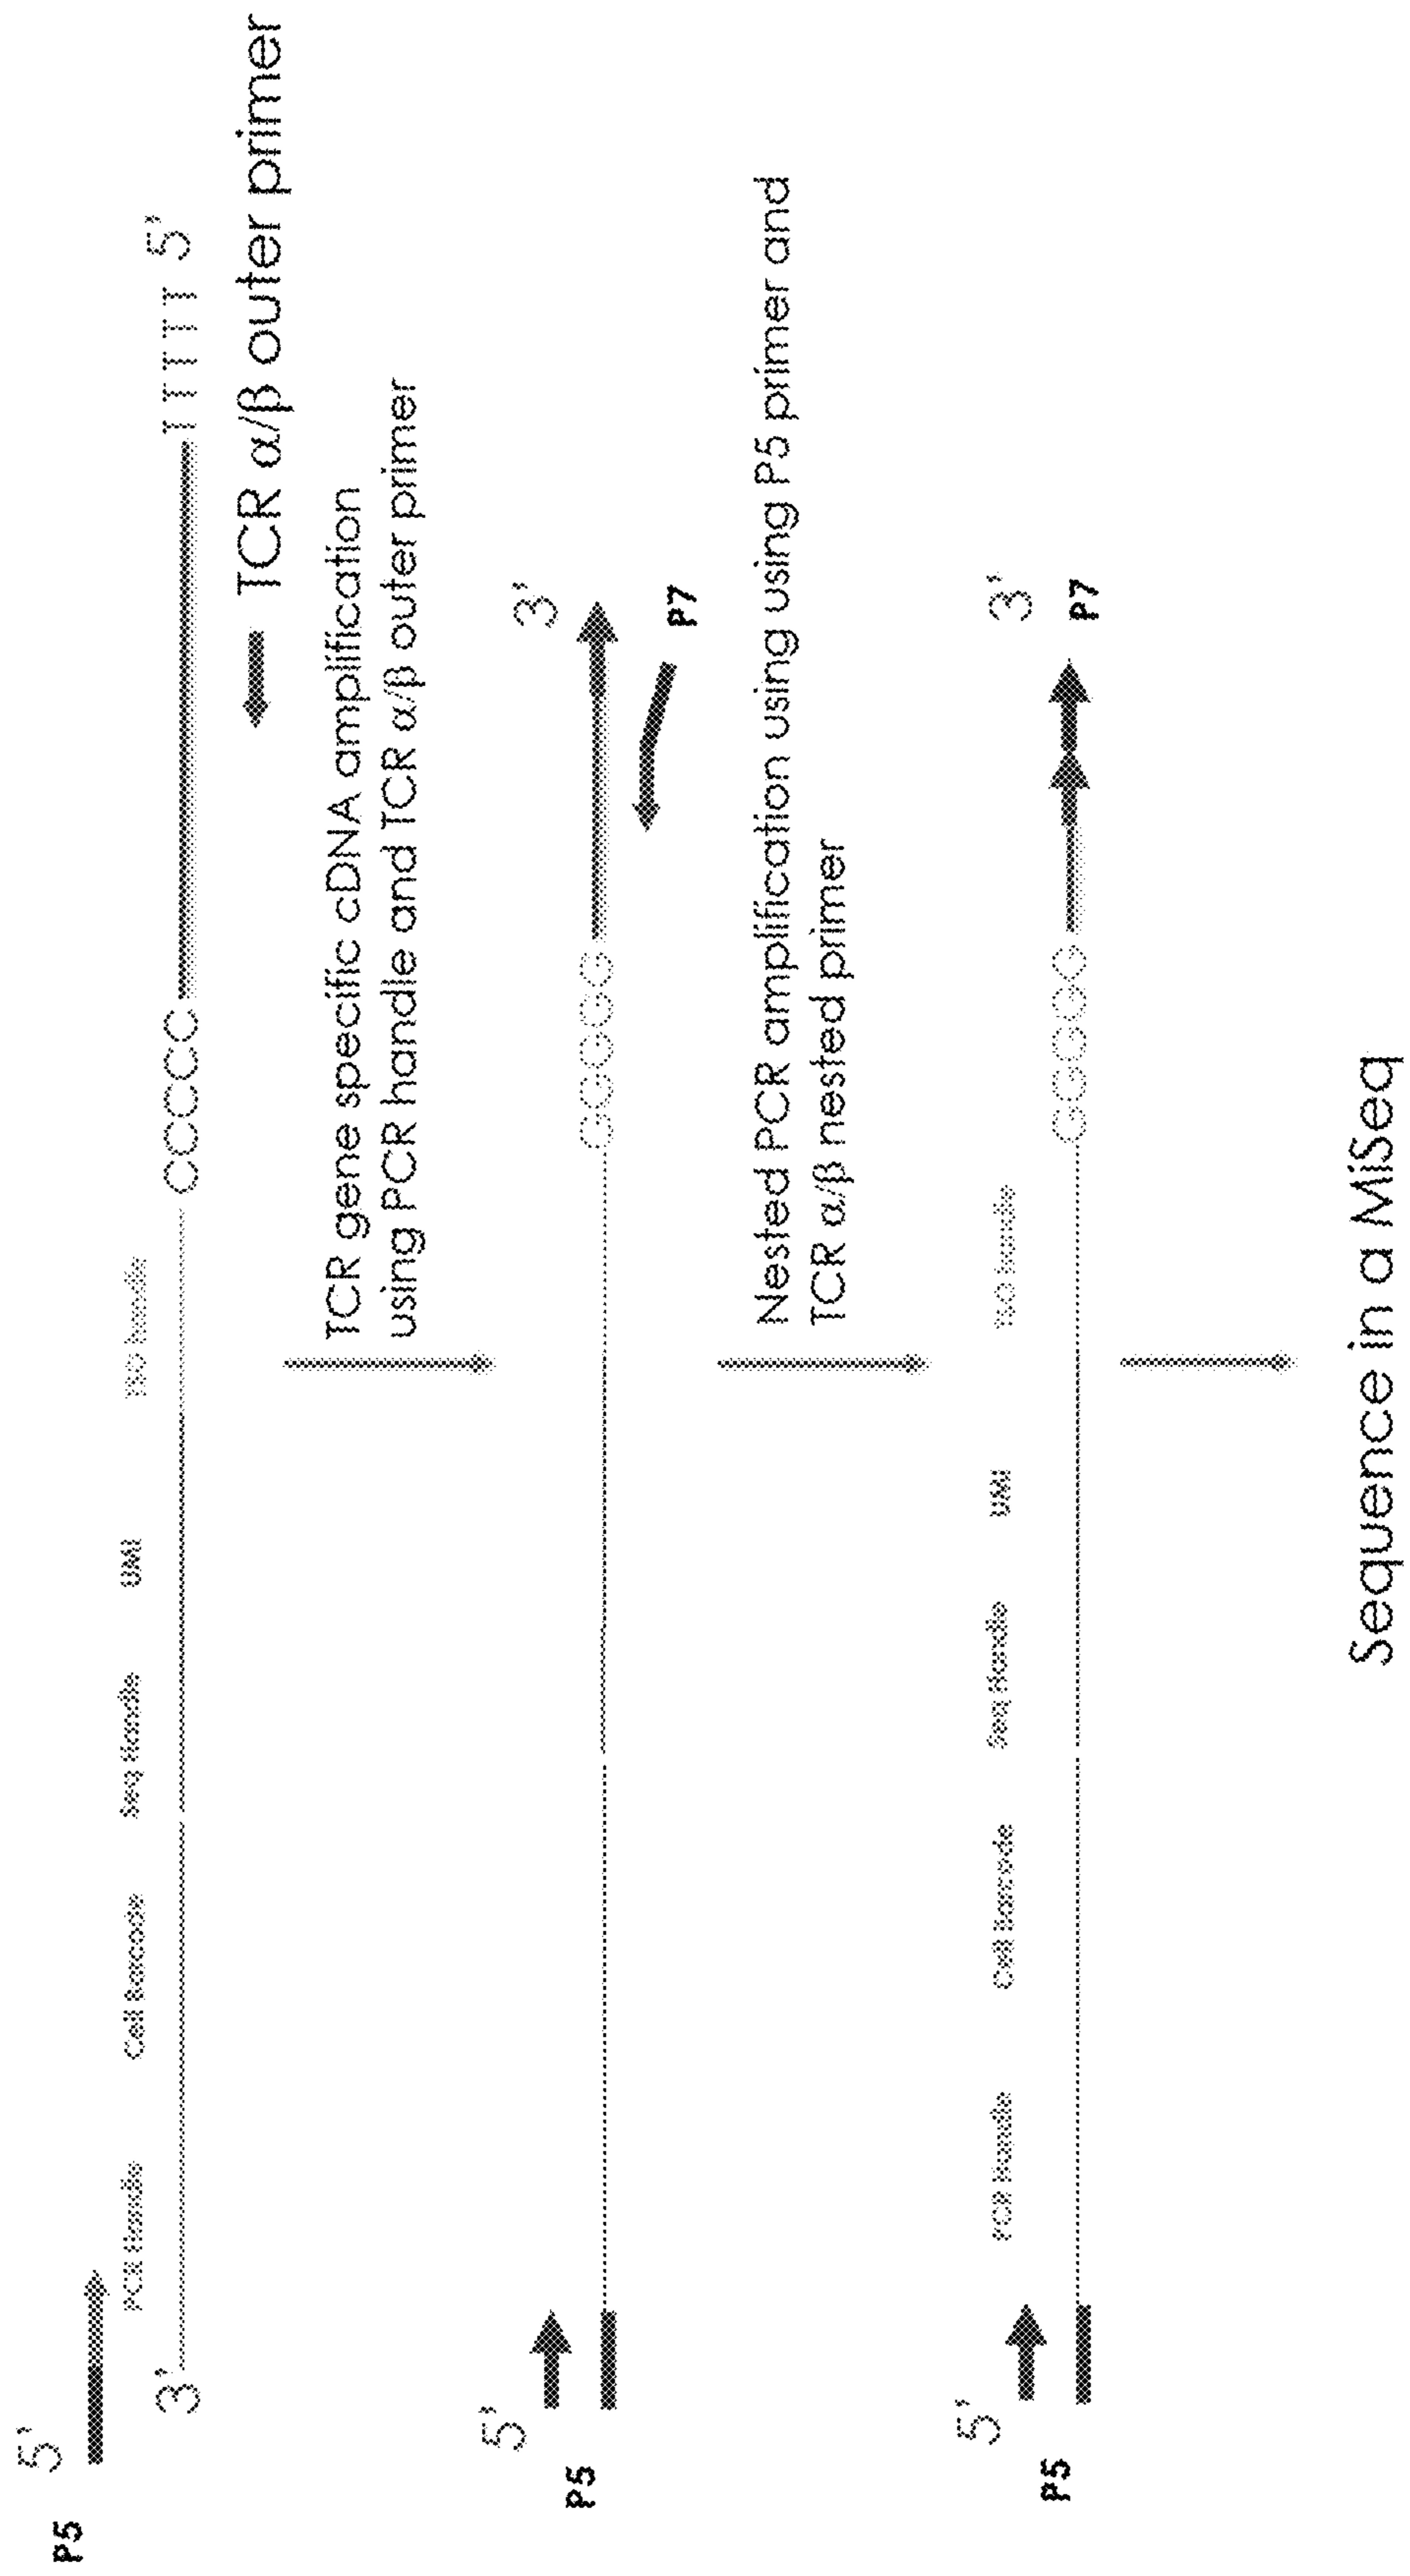 P5 5'
PCR Handle Cell Barcode Seq Handle UMI TSO handle
3' CCCCC TTTTT 5'
TCR α/β outer primer
TCR gene specific cDNA amplification
using PCR handle and TCR α/β outer primer
5' 3'
P5 GGGGG
P7
Nested PCR amplification using using P5 primer and
TCR α/β nested primer
5' PCR Handle Cell Barcode Seq Handle UMI TSO handle 3'
P5 GGGGG P7
Sequence in a MiSeq